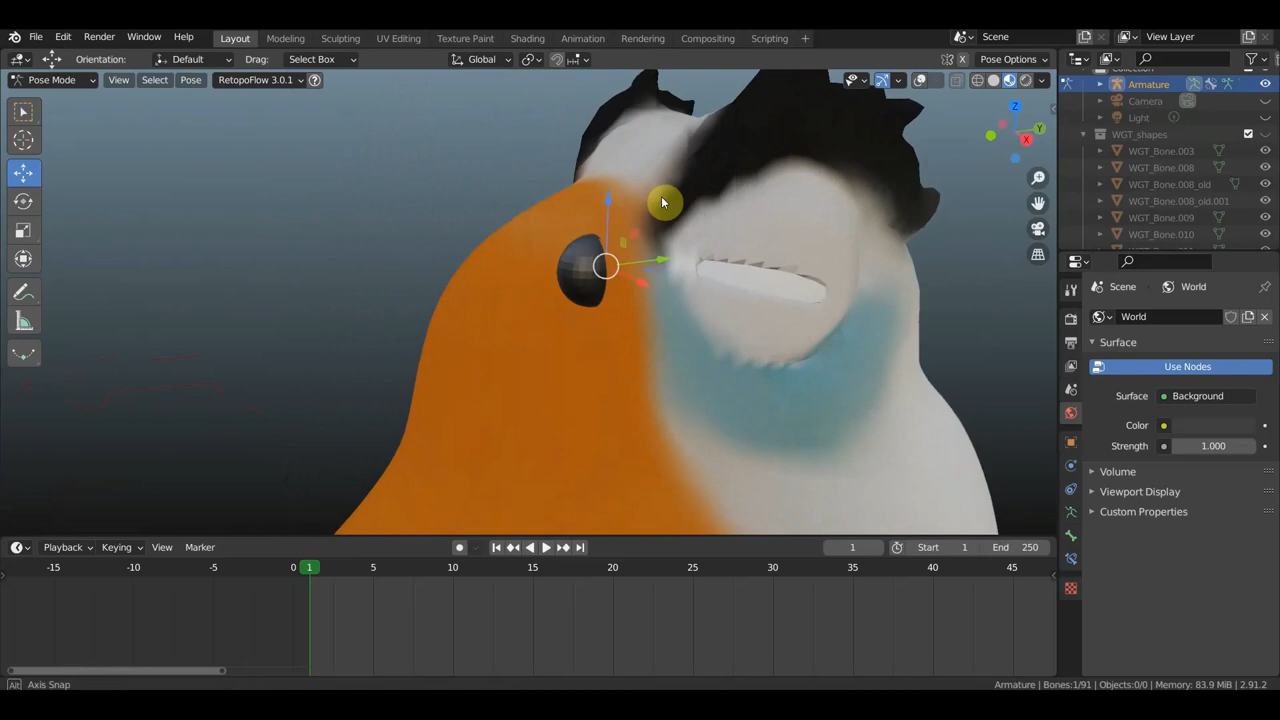 File Edit Render Window Help Layout Modeling Sculpting UV Editing Texture Paint Shading Animation Rendering Compositing Scripting + Scene View Layer
Orientation: Default Drag: Select Box Global X Pose Options
Pose Mode View Select Pose RetopoFlow 3.0.1 ?
Armature
Camera
Light
WGT_shapes
WGT_Bone.003
WGT_Bone.008
WGT_Bone.008_old
WGT_Bone.008_old.001
WGT_Bone.009
WGT_Bone.010
Z
Y
X
Scene World
World
Surface
Use Nodes
Surface Background
Color
Strength 1.000
Volume
Viewport Display
Custom Properties
Playback Keying View Marker 1 Start 1 End 250
-15 -10 -5 0 1 5 10 15 20 25 30 35 40 45
Alt Axis Snap Armature | Bones:1/91 | Objects:0/0 | Memory: 83.9 MiB | 2.91.2